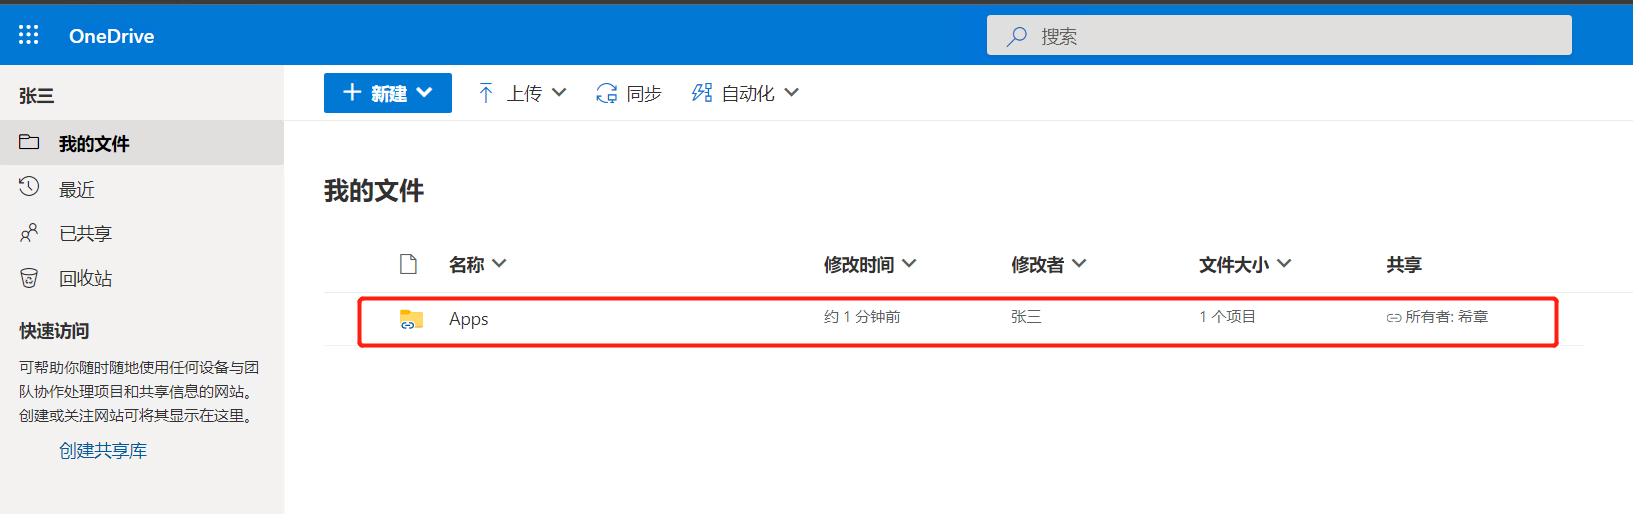 OneDrive
搜索
张三
新建
上传
同步
自动化
我的文件
最近
已共享
回收站
快速访问
可帮助你随时随地使用任何设备与团
队协作处理项目和共享信息的网站。
创建或关注网站可将其显示在这里。
创建共享库
我的文件
名称 修改时间 修改者 文件大小 共享
Apps 约 1 分钟前 张三 1 个项目 所有者: 希章